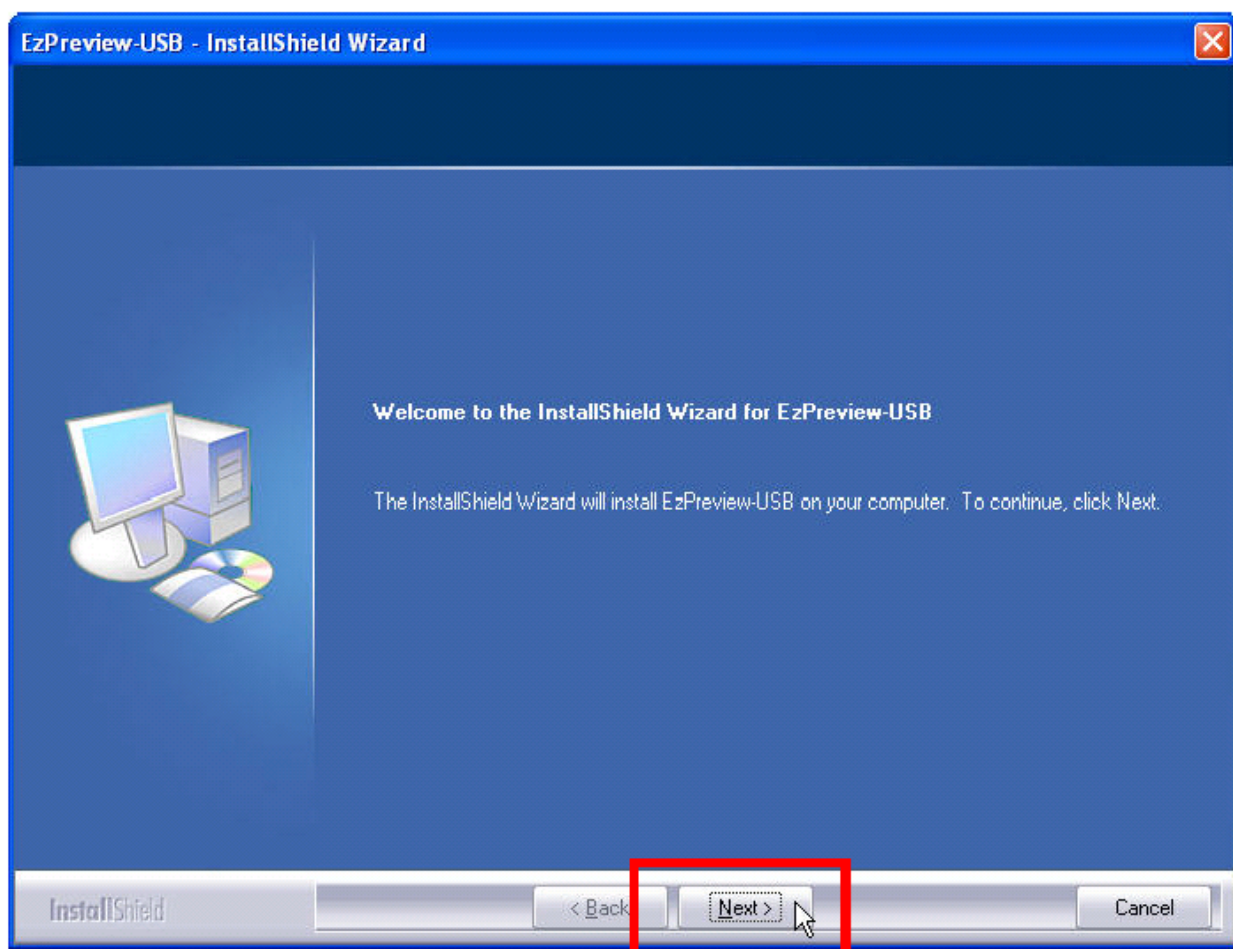 EzPreview-USB - InstallShield Wizard
Welcome to the InstallShield Wizard for EzPreview-USB
The InstallShield Wizard will install EzPreview-USB on your computer.  To continue, click Next.
InstallShield
< Back
Next >
Cancel